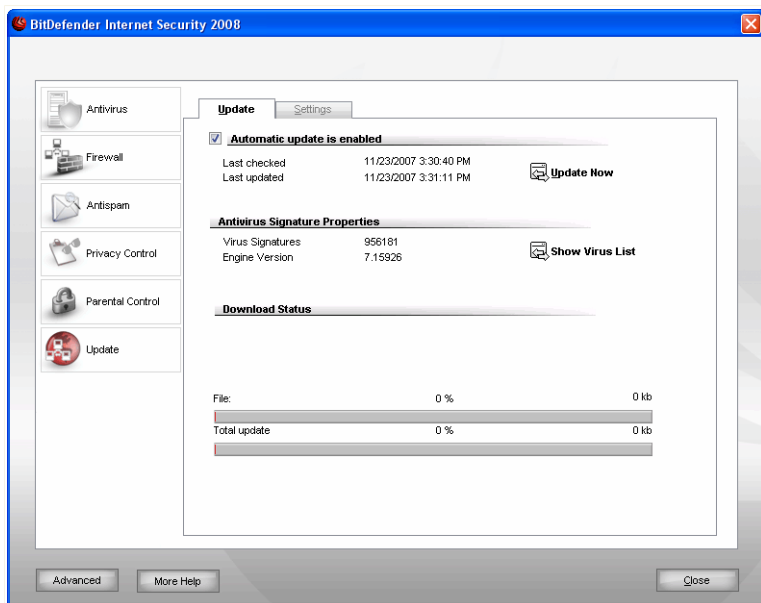 BitDefender Internet Security 2008
Antivirus
Firewall
Antispam
Privacy Control
Parental Control
Update
Update Settings
Automatic update is enabled
Last checked 11/23/2007 3:30:40 PM
Last updated 11/23/2007 3:31:11 PM
Update Now
Antivirus Signature Properties
Virus Signatures 956181
Engine Version 7.15926
Show Virus List
Download Status
File: 0 % 0 kb
Total update 0 % 0 kb
Advanced More Help Close